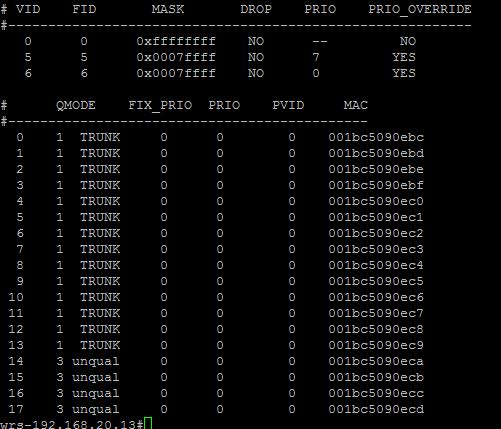 # VID    FID       MASK       DROP    PRIO    PRIO_OVERRIDE
#----------------------------------------------------------
   0     0      0xffffffff     NO      --          NO
   5     5      0x0007ffff     NO      7          YES
   6     6      0x0007ffff     NO      0          YES
#      QMODE    FIX_PRIO  PRIO    PVID     MAC
#---------------------------------------------
  0    1  TRUNK     0      0        0    001bc5090ebc
  1    1  TRUNK     0      0        0    001bc5090ebd
  2    1  TRUNK     0      0        0    001bc5090ebe
  3    1  TRUNK     0      0        0    001bc5090ebf
  4    1  TRUNK     0      0        0    001bc5090ec0
  5    1  TRUNK     0      0        0    001bc5090ec1
  6    1  TRUNK     0      0        0    001bc5090ec2
  7    1  TRUNK     0      0        0    001bc5090ec3
  8    1  TRUNK     0      0        0    001bc5090ec4
  9    1  TRUNK     0      0        0    001bc5090ec5
 10    1  TRUNK     0      0        0    001bc5090ec6
 11    1  TRUNK     0      0        0    001bc5090ec7
 12    1  TRUNK     0      0        0    001bc5090ec8
 13    1  TRUNK     0      0        0    001bc5090ec9
 14    3 unqual     0      0        0    001bc5090eca
 15    3 unqual     0      0        0    001bc5090ecb
 16    3 unqual     0      0        0    001bc5090ecc
 17    3 unqual     0      0        0    001bc5090ecd
wrs-192.168.20.13#